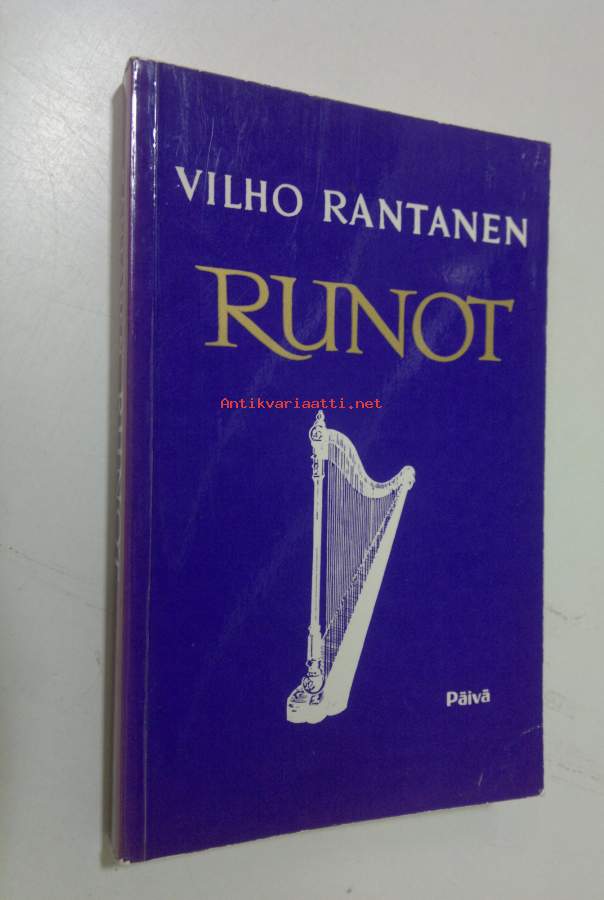 VILHO RANTANEN
RUNOT
Antikvariaatti.net
Päivä